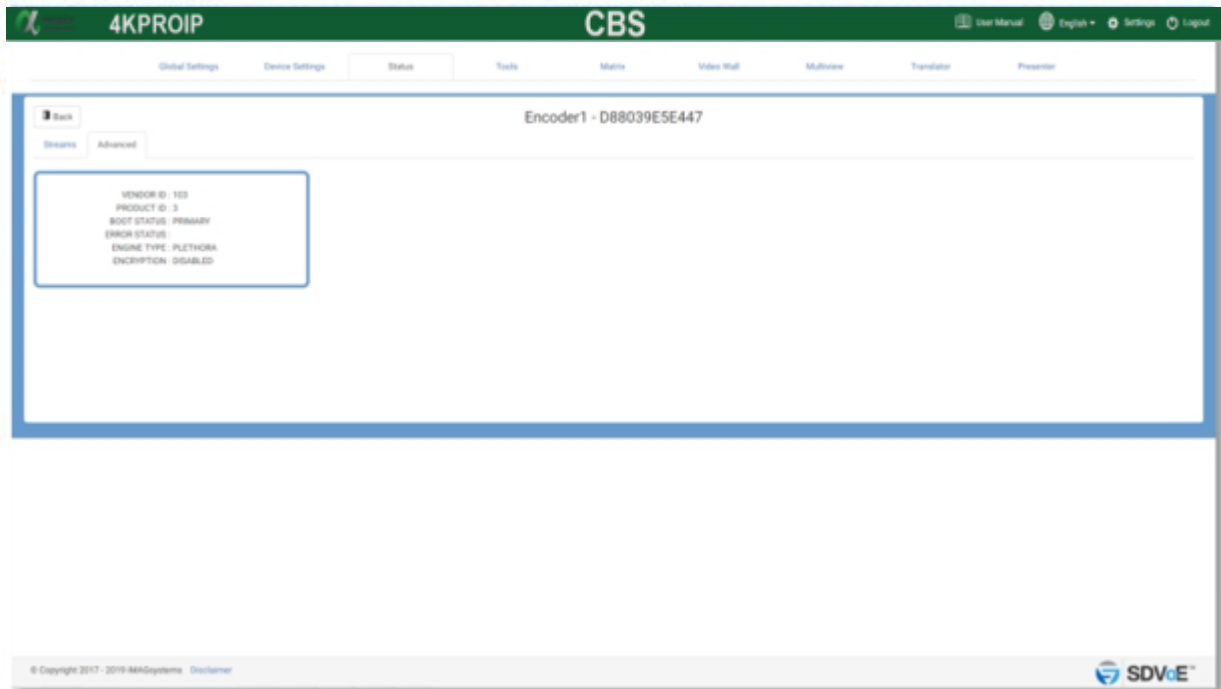 4KPROIP
CBS
User Manual English Settings Logout
Global Settings Device Settings Status Tools Matrix Video Wall Multiview Translator Presenter
Back
Encoder1 - D88039E5E447
Streams Advanced
VENDOR ID : 103
PRODUCT ID : 3
BOOT STATUS : PRIMARY
ERROR STATUS :
ENGINE TYPE : PLETHORA
ENCRYPTION : DISABLED
© Copyright 2017 - 2019 iMAGsystems Disclaimer
SDVoE™